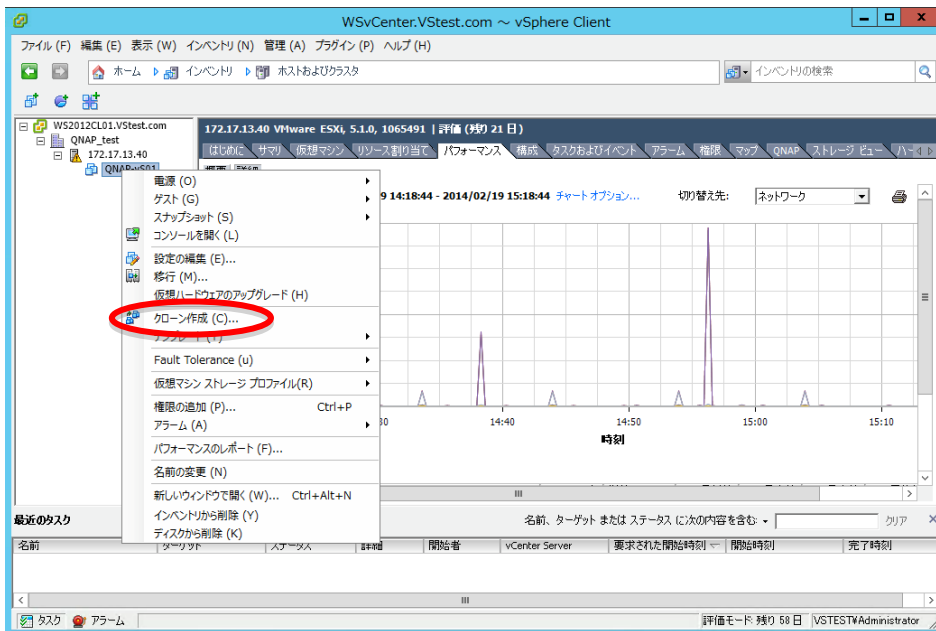 WSvCenter.VStest.com ～ vSphere Client
ファイル (F) 編集 (E) 表示 (W) インベントリ (N) 管理 (A) プラグイン (P) ヘルプ (H)
ホーム インベントリ ホストおよびクラスタ インベントリの検索
WS2012CL01.VStest.com
QNAP_test
172.17.13.40
QNAP-vS01
172.17.13.40 VMware ESXi, 5.1.0, 1065491 | 評価 (残り 21 日)
はじめに サマリ 仮想マシン リソース割り当て パフォーマンス 構成 タスクおよびイベント アラーム 権限 マップ QNAP ストレージ ビュー
9 14:18:44 - 2014/02/19 15:18:44 チャート オプション... 切り替え先: ネットワーク
電源 (O)
ゲスト (G)
スナップショット (S)
コンソールを開く (L)
設定の編集 (E)...
移行 (M)...
仮想ハードウェアのアップグレード (H)
クローン作成 (C)...
テンプレート (T)
Fault Tolerance (u)
仮想マシン ストレージ プロファイル(R)
権限の追加 (P)... Ctrl+P
アラーム (A)
パフォーマンスのレポート (F)...
名前の変更 (N)
新しいウィンドウで開く (W)... Ctrl+Alt+N
インベントリから削除 (Y)
ディスクから削除 (K)
30 14:40 14:50 15:00 15:10
時刻
最近のタスク 名前、ターゲット または ステータス に次の内容を含む: クリア
名前 ターゲット ステータス 詳細 開始者 vCenter Server 要求された開始時刻 開始時刻 完了時刻
タスク アラーム 評価モード: 残り 58 日 VSTEST¥Administrator